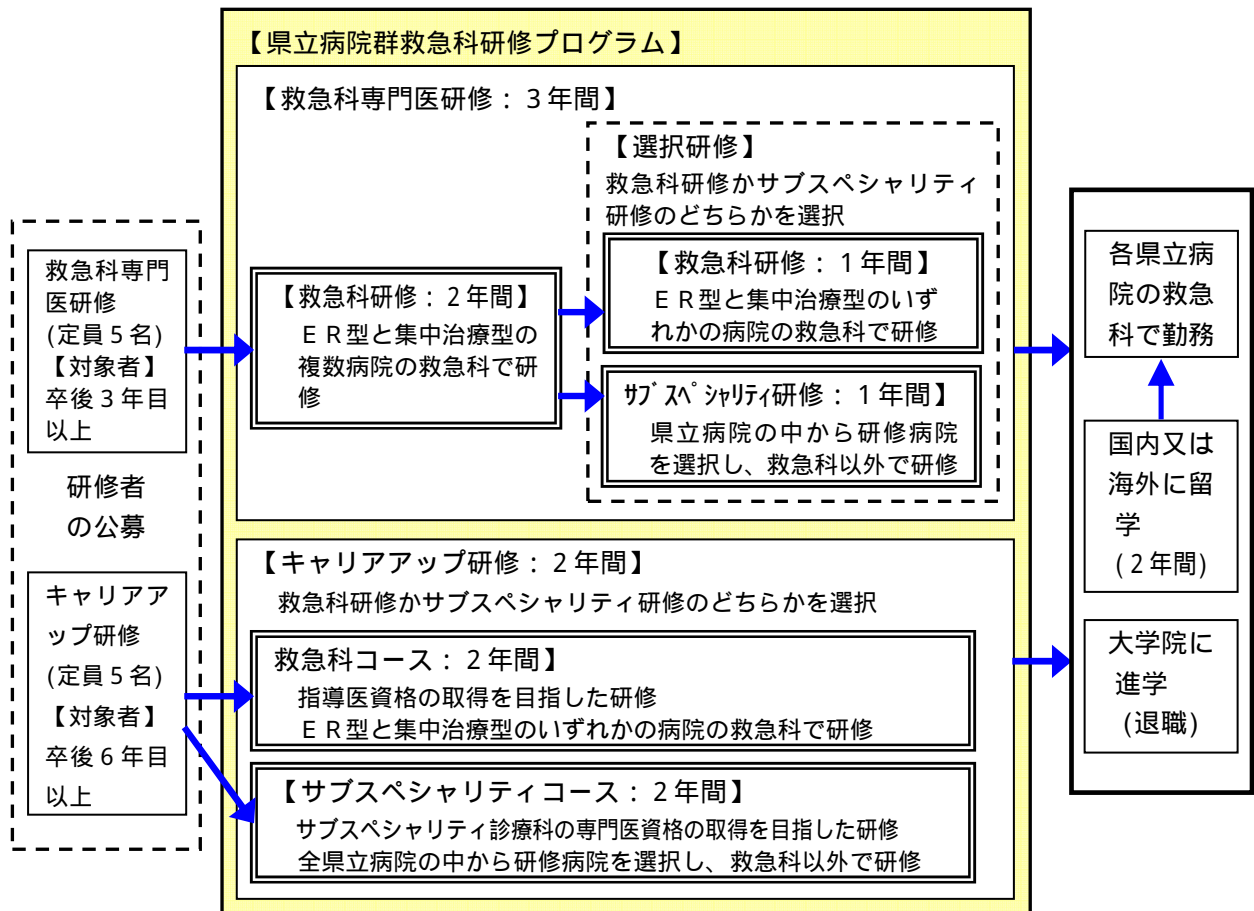 【県立病院群救急科研修プログラム】
【救急科専門医研修：３年間】
【選択研修】
救急科研修かサブスペシャリティ
研修のどちらかを選択
救急科専門
医研修
(定員５名)
【対象者】
卒後３年目
以上
【救急科研修：２年間】
ＥＲ型と集中治療型の
複数病院の救急科で研
修
【救急科研修：１年間】
ＥＲ型と集中治療型のいず
れかの病院の救急科で研修
ｻﾌﾞｽﾍﾟｼｬﾘﾃｨ研修：１年間】
県立病院の中から研修病院
を選択し、救急科以外で研修
研修者
の公募
キャリアア
ップ研修
(定員５名)
【対象者】
卒後６年目
以上
【キャリアアップ研修：２年間】
救急科研修かサブスペシャリティ研修のどちらかを選択
救急科コース：２年間】
指導医資格の取得を目指した研修
ＥＲ型と集中治療型のいずれかの病院の救急科で研修
【サブスペシャリティコース：２年間】
サブスペシャリティ診療科の専門医資格の取得を目指した研修
全県立病院の中から研修病院を選択し、救急科以外で研修
各県立病
院の救急
科で勤務
国内又は
海外に留
学
(２年間)
大学院に
進学
(退職)